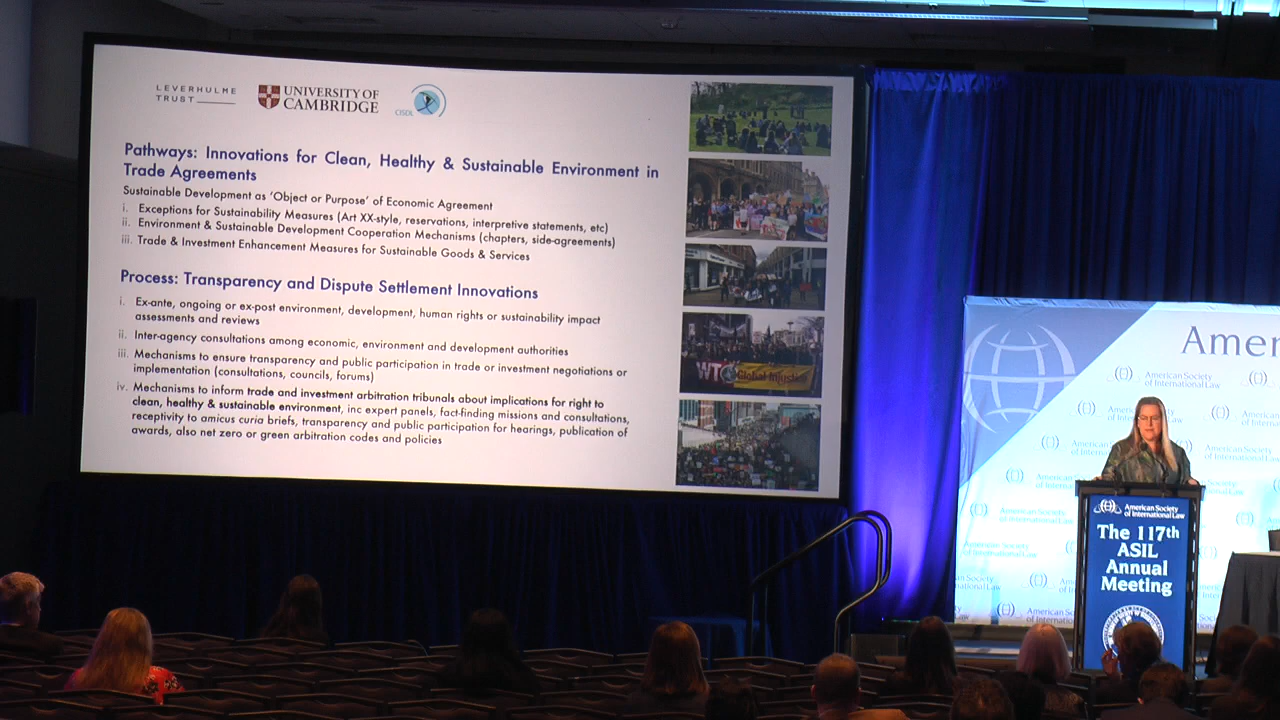 LEVERHULME
TRUST
UNIVERSITY OF
CAMBRIDGE
CISDL
Pathways: Innovations for Clean, Healthy & Sustainable Environment in
Trade Agreements
Sustainable Development as 'Object or Purpose' of Economic Agreement
i. Exceptions for Sustainability Measures (Art XX-style, reservations, interpretive statements, etc)
ii. Environment & Sustainable Development Cooperation Mechanisms (chapters, side-agreements)
iii. Trade & Investment Enhancement Measures for Sustainable Goods & Services
Process: Transparency and Dispute Settlement Innovations
i. Ex-ante, ongoing or ex-post environment, development, human rights or sustainability impact
assessments and reviews
ii. Inter-agency consultations among economic, environment and development authorities
iii. Mechanisms to ensure transparency and public participation in trade or investment negotiations or
implementation (consultations, councils, forums)
iv. Mechanisms to inform trade and investment arbitration tribunals about implications for right to
clean, healthy & sustainable environment, inc expert panels, fact-finding missions and consultations,
receptivity to amicus curia briefs, transparency and public participation for hearings, publication of
awards, also net zero or green arbitration codes and policies
WTO
Global Injustice
Amer
American Society
of International Law
American Society
of International Law
The 117th
ASIL
Annual
Meeting